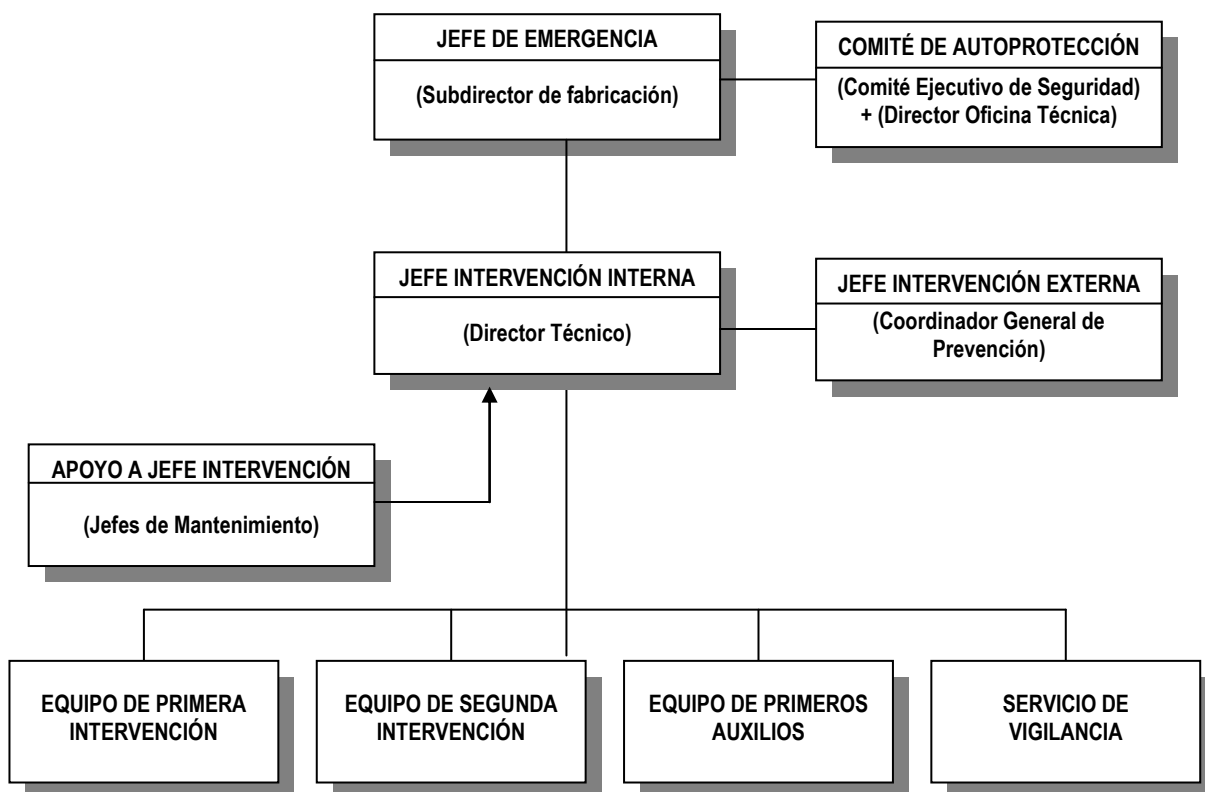 JEFE DE EMERGENCIA
(Subdirector de fabricación)
COMITÉ DE AUTOPROTECCIÓN
(Comité Ejecutivo de Seguridad)
+ (Director Oficina Técnica)
JEFE INTERVENCIÓN INTERNA
(Director Técnico)
JEFE INTERVENCIÓN EXTERNA
(Coordinador General de
Prevención)
APOYO A JEFE INTERVENCIÓN
(Jefes de Mantenimiento)
EQUIPO DE PRIMERA
INTERVENCIÓN
EQUIPO DE SEGUNDA
INTERVENCIÓN
EQUIPO DE PRIMEROS
AUXILIOS
SERVICIO DE
VIGILANCIA